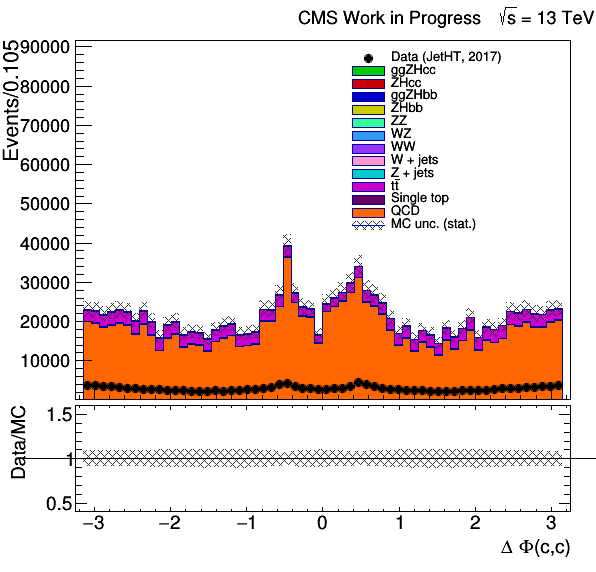 CMS Work in Progress √s = 13 TeV
Events/0.105
90000
80000
70000
60000
50000
40000
30000
20000
10000
Data (JetHT, 2017)
ggZHcc
ZHcc
ggZHbb
ZHbb
ZZ
WZ
WW
W + jets
Z + jets
tt̄
Single top
QCD
MC unc. (stat.)
Data/MC
1.5
1
0.5
−3 −2 −1 0 1 2 3
Δ Φ(c,c)